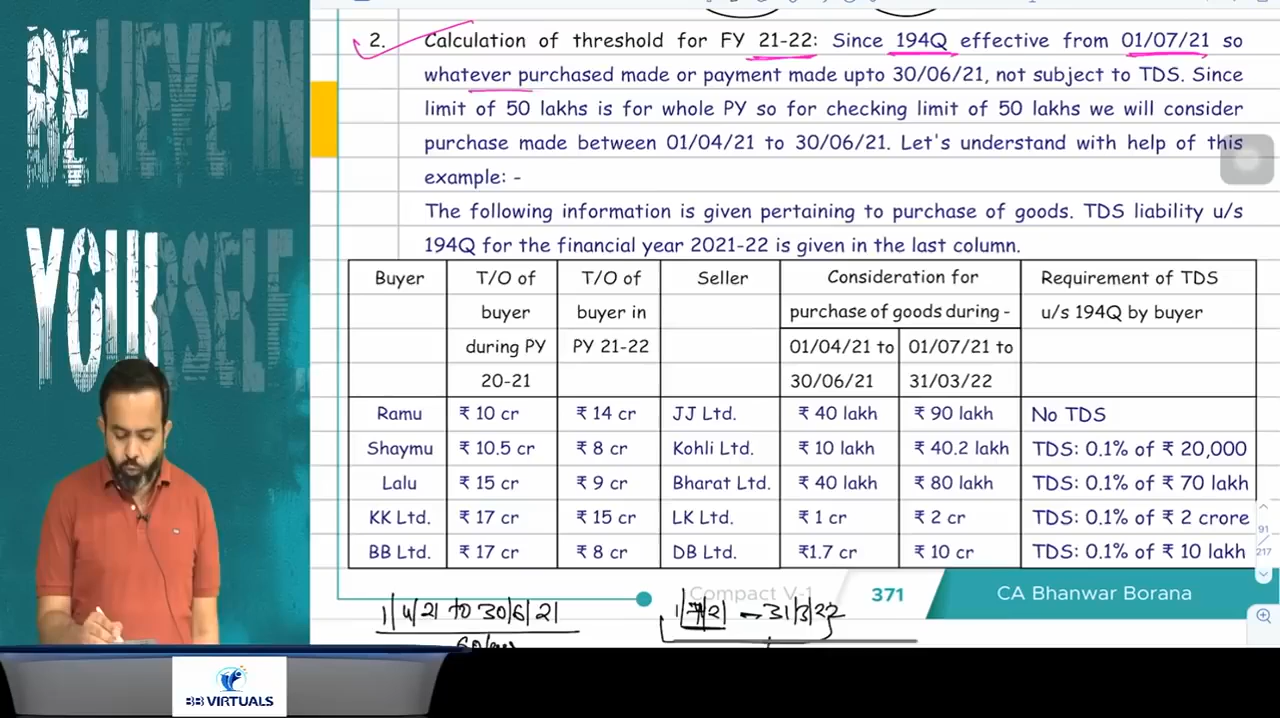 BELIEVE IN
YOURSELF.
2. Calculation of threshold for FY 21-22: Since 194Q effective from 01/07/21 so
whatever purchased made or payment made upto 30/06/21, not subject to TDS. Since
limit of 50 lakhs is for whole PY so for checking limit of 50 lakhs we will consider
purchase made between 01/04/21 to 30/06/21. Let's understand with help of this
example: -
The following information is given pertaining to purchase of goods. TDS liability u/s
194Q for the financial year 2021-22 is given in the last column.
Buyer T/O of buyer during PY 20-21 T/O of buyer in PY 21-22 Seller Consideration for purchase of goods during - Requirement of TDS u/s 194Q by buyer
01/04/21 to 30/06/21 01/07/21 to 31/03/22
Ramu ₹ 10 cr ₹ 14 cr JJ Ltd. ₹ 40 lakh ₹ 90 lakh No TDS
Shaymu ₹ 10.5 cr ₹ 8 cr Kohli Ltd. ₹ 10 lakh ₹ 40.2 lakh TDS: 0.1% of ₹ 20,000
Lalu ₹ 15 cr ₹ 9 cr Bharat Ltd. ₹ 40 lakh ₹ 80 lakh TDS: 0.1% of ₹ 70 lakh
KK Ltd. ₹ 17 cr ₹ 15 cr LK Ltd. ₹ 1 cr ₹ 2 cr TDS: 0.1% of ₹ 2 crore
BB Ltd. ₹ 17 cr ₹ 8 cr DB Ltd. ₹1.7 cr ₹ 10 cr TDS: 0.1% of ₹ 10 lakh
91
217
Compact V-1 371 CA Bhanwar Borana
1/4/21 to 30/6/21 1/7/21 - 31/3/22
BB VIRTUALS